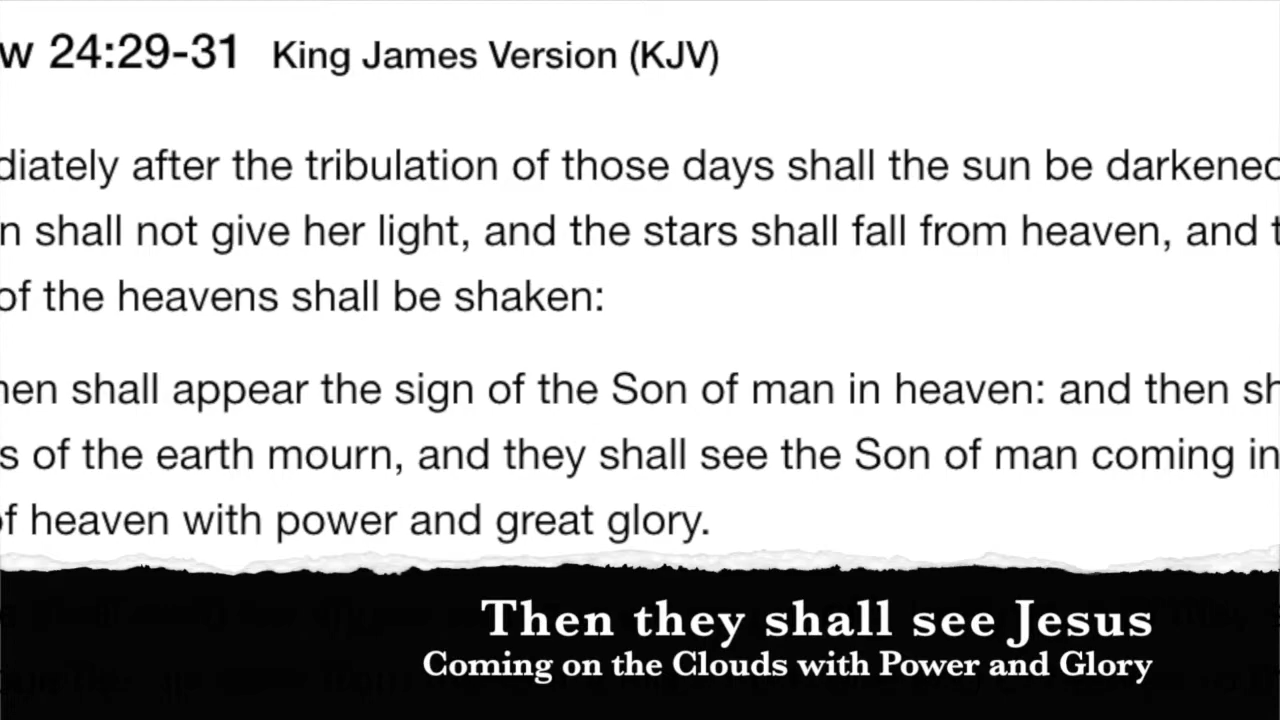 w 24:29-31 King James Version (KJV)
diately after the tribulation of those days shall the sun be darkened
n shall not give her light, and the stars shall fall from heaven, and t
of the heavens shall be shaken:
hen shall appear the sign of the Son of man in heaven: and then sh
s of the earth mourn, and they shall see the Son of man coming in
of heaven with power and great glory.
Then they shall see Jesus
Coming on the Clouds with Power and Glory